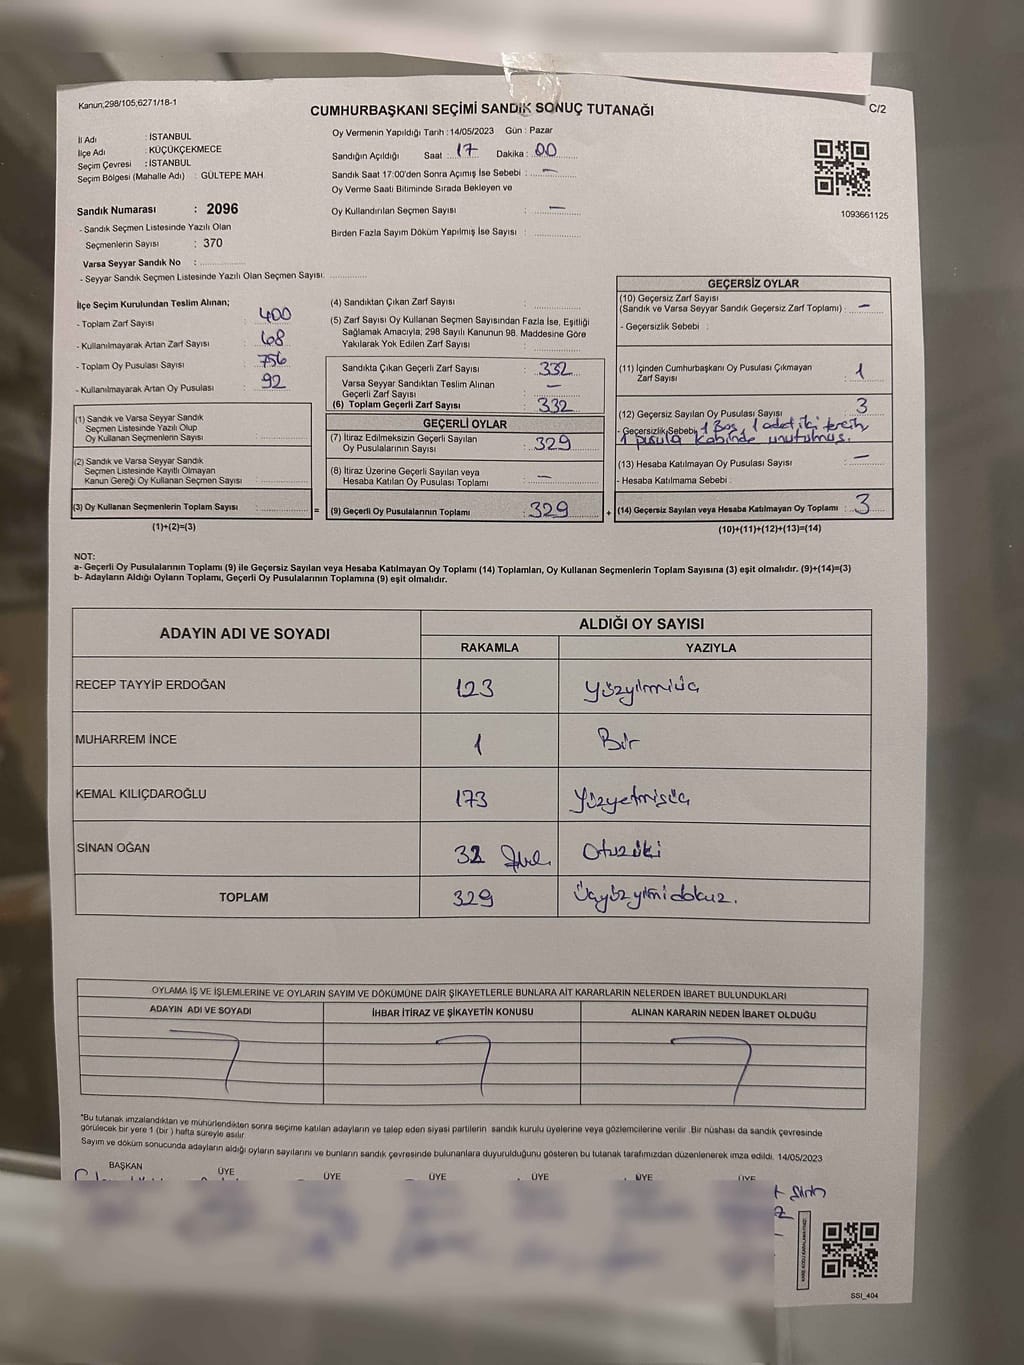 Kanun,298/105;6271/18-1
C/2
CUMHURBAŞKANI SEÇİMİ SANDIK SONUÇ TUTANAĞI
İl Adı : İSTANBUL
İlçe Adı : KÜÇÜKÇEKMECE
Seçim Çevresi : İSTANBUL
Seçim Bölgesi (Mahalle Adı) : GÜLTEPE MAH.
Oy Vermenin Yapıldığı Tarih : 14/05/2023 Gün : Pazar
Sandığın Açıldığı Saat : 17 Dakika : 00
Sandık Saat 17:00'den Sonra Açımış İse Sebebi : —
Oy Verme Saati Bitiminde Sırada Bekleyen ve
Oy Kullandırılan Seçmen Sayısı : —
Birden Fazla Sayım Döküm Yapılmış İse Sayısı :
1093661125
Sandık Numarası : 2096
- Sandık Seçmen Listesinde Yazılı Olan
Seçmenlerin Sayısı : 370
Varsa Seyyar Sandık No :
- Seyyar Sandık Seçmen Listesinde Yazılı Olan Seçmen Sayısı:
İlçe Seçim Kurulundan Teslim Alınan;
- Toplam Zarf Sayısı : 400
- Kullanılmayarak Artan Zarf Sayısı : 68
- Toplam Oy Pusulası Sayısı : 756
- Kullanılmayarak Artan Oy Pusulası : 92
(1) Sandık ve Varsa Seyyar Sandık
Seçmen Listesinde Yazılı Olup
Oy Kullanan Seçmenlerin Sayısı :
(2) Sandık ve Varsa Seyyar Sandık
Seçmen Listesinde Kayıtlı Olmayan
Kanun Gereği Oy Kullanan Seçmen Sayısı :
(3) Oy Kullanan Seçmenlerin Toplam Sayısı : =
(1)+(2)=(3)
(4) Sandıktan Çıkan Zarf Sayısı :
(5) Zarf Sayısı Oy Kullanan Seçmen Sayısından Fazla İse, Eşitliği
Sağlamak Amacıyla, 298 Sayılı Kanunun 98. Maddesine Göre
Yakılarak Yok Edilen Zarf Sayısı :
Sandıkta Çıkan Geçerli Zarf Sayısı : 332
Varsa Seyyar Sandıktan Teslim Alınan
Geçerli Zarf Sayısı : —
(6) Toplam Geçerli Zarf Sayısı : 332
GEÇERLİ OYLAR
(7) İtiraz Edilmeksizin Geçerli Sayılan
Oy Pusulalarının Sayısı : 329
(8) İtiraz Üzerine Geçerli Sayılan veya
Hesaba Katılan Oy Pusulası Toplamı : —
(9) Geçerli Oy Pusulalarının Toplamı : 329 +
GEÇERSİZ OYLAR
(10) Geçersiz Zarf Sayısı
(Sandık ve Varsa Seyyar Sandık Geçersiz Zarf Toplamı) : —
- Geçersizlik Sebebi :
(11) İçinden Cumhurbaşkanı Oy Pusulası Çıkmayan
Zarf Sayısı : 1
(12) Geçersiz Sayılan Oy Pusulası Sayısı : 3
- Geçersizlik Sebebi: 1 Boş, 1 adet iki tercih
1 pusula kabinde unutulmuş.
(13) Hesaba Katılmayan Oy Pusulası Sayısı : —
- Hesaba Katılmama Sebebi :
(14) Geçersiz Sayılan veya Hesaba Katılmayan Oy Toplamı : 3
(10)+(11)+(12)+(13)=(14)
NOT:
a- Geçerli Oy Pusulalarının Toplamı (9) ile Geçersiz Sayılan veya Hesaba Katılmayan Oy Toplamı (14) Toplamları, Oy Kullanan Seçmenlerin Toplam Sayısına (3) eşit olmalıdır. (9)+(14)=(3)
b- Adayların Aldığı Oyların Toplamı, Geçerli Oy Pusulalarının Toplamına (9) eşit olmalıdır.
ADAYIN ADI VE SOYADI
ALDIĞI OY SAYISI
RAKAMLA YAZIYLA
RECEP TAYYİP ERDOĞAN 123 Yüzyirmiüç
MUHARREM İNCE 1 Bir
KEMAL KILIÇDAROĞLU 173 Yüzyetmişüç
SİNAN OĞAN 32 Otuziki
TOPLAM 329 Üçyüzyirmidokuz.
OYLAMA İŞ VE İŞLEMLERİNE VE OYLARIN SAYIM VE DÖKÜMÜNE DAİR ŞİKAYETLERLE BUNLARA AİT KARARLARIN NELERDEN İBARET BULUNDUKLARI
ADAYIN ADI VE SOYADI İHBAR İTİRAZ VE ŞİKAYETİN KONUSU ALINAN KARARIN NEDEN İBARET OLDUĞU
*Bu tutanak imzalandıktan ve mühürlendikten sonra seçime katılan adayların ve talep eden siyasi partilerin sandık kurulu üyelerine veya gözlemcilerine verilir .Bir nüshası da sandık çevresinde
görülecek bir yere 1 (bir ) hafta süreyle asılır
Sayım ve döküm sonucunda adayların aldığı oyların sayılarını ve bunların sandık çevresinde bulunanlara duyurulduğunu gösteren bu tutanak tarafımızdan düzenlenerek imza edildi. 14/05/2023
BAŞKAN ÜYE ÜYE ÜYE ÜYE ÜYE ÜYE
SSI_404